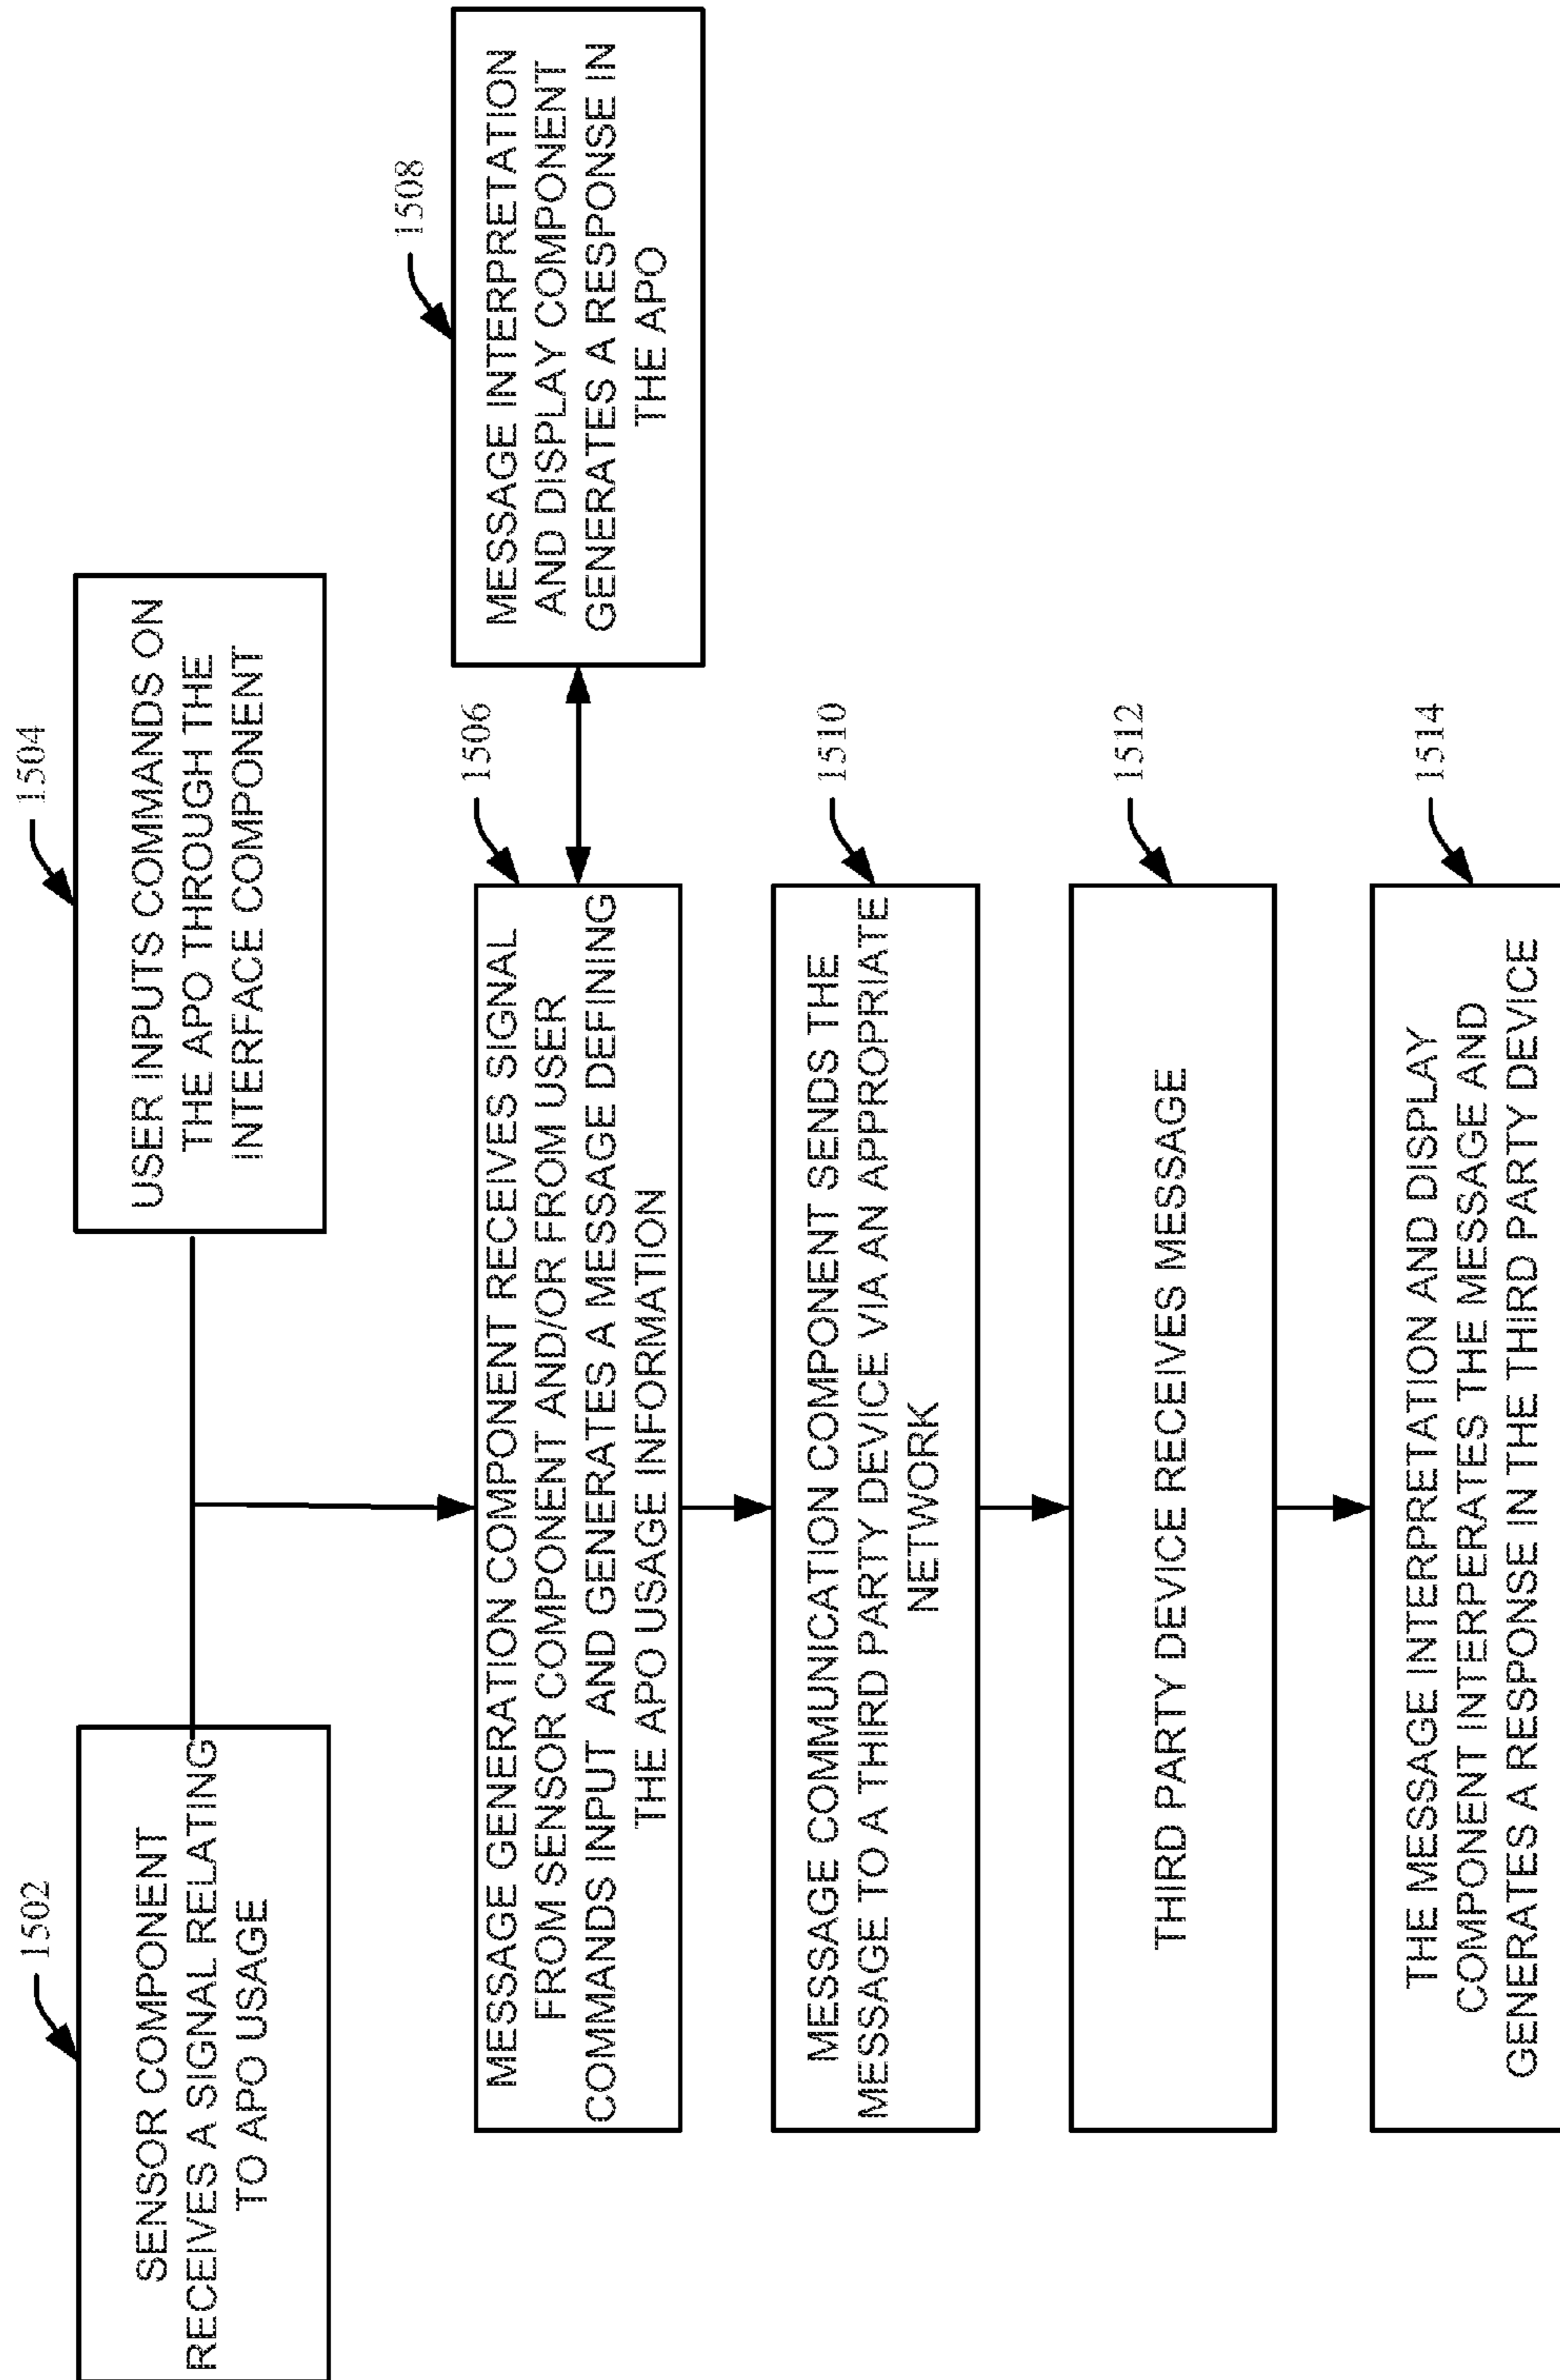 1502
SENSOR COMPONENT
RECEIVES A SIGNAL RELATING
TO APO USAGE
1504
USER INPUTS COMMANDS ON
THE APO THROUGH THE
INTERFACE COMPONENT
1506
MESSAGE GENERATION COMPONENT RECEIVES SIGNAL
FROM SENSOR COMPONENT AND/OR FROM USER
COMMANDS INPUT AND GENERATES A MESSAGE DEFINING
THE APO USAGE INFORMATION
1508
MESSAGE INTERPRETATION
AND DISPLAY COMPONENT
GENERATES A RESPONSE IN
THE APO
1510
MESSAGE COMMUNICATION COMPONENT SENDS THE
MESSAGE TO A THIRD PARTY DEVICE VIA AN APPROPRIATE
NETWORK
1512
THIRD PARTY DEVICE RECEIVES MESSAGE
1514
THE MESSAGE INTERPRETATION AND DISPLAY
COMPONENT INTERPERATES THE MESSAGE AND
GENERATES A RESPONSE IN THE THIRD PARTY DEVICE